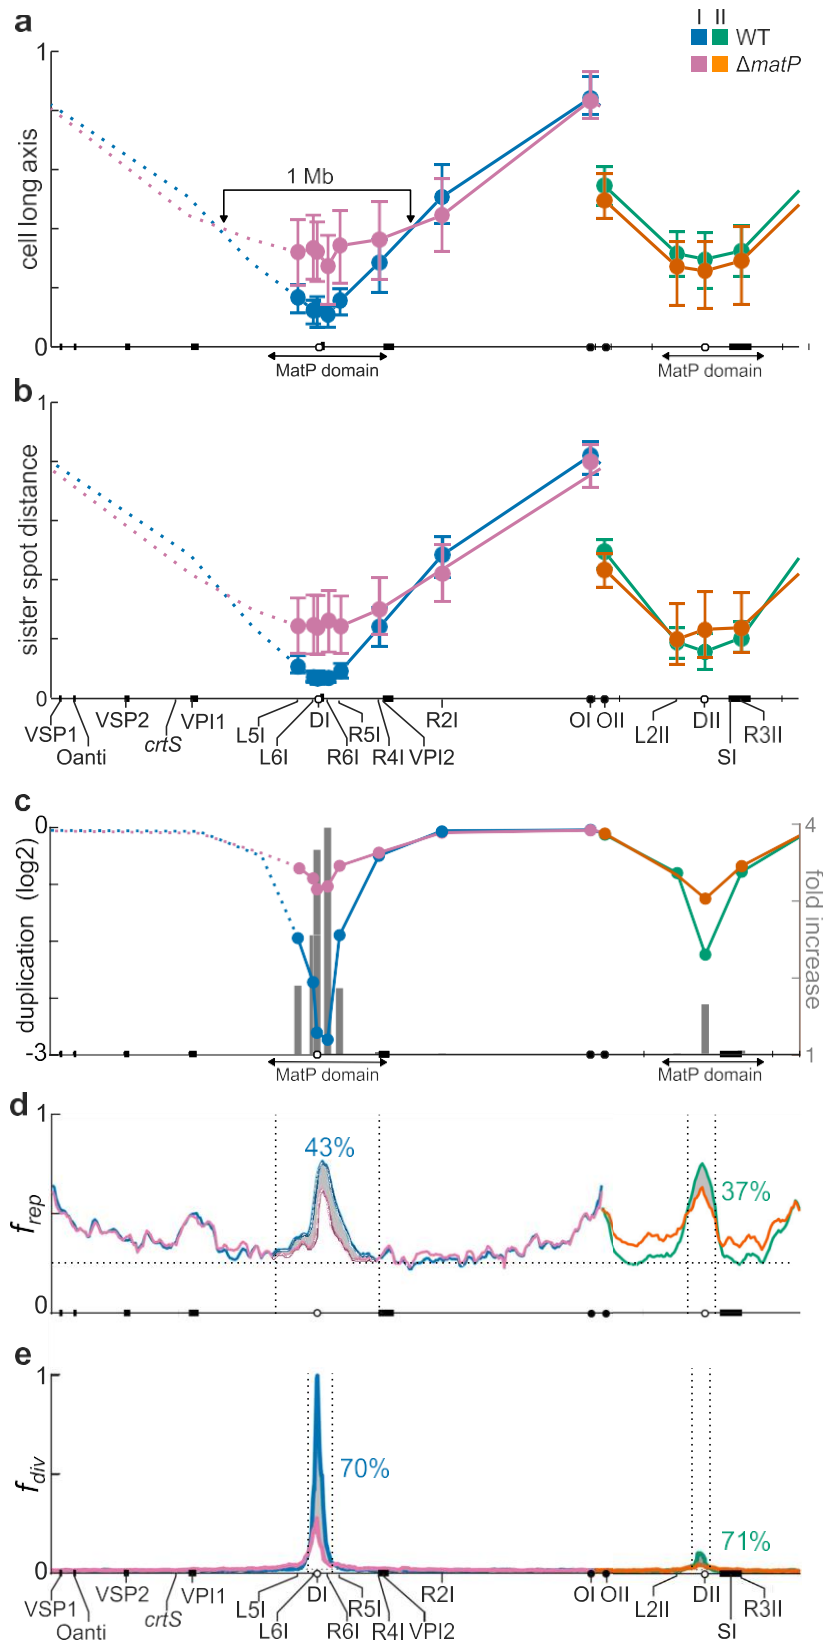 a
I II
WT
ΔmatP
1
cell long axis
1 Mb
0
MatP domain
MatP domain
b
1
sister spot distance
0
VSP1
Oanti
VSP2
crtS
VPI1
L5I
L6I
DI
R6I
R5I
R4I
VPI2
R2I
OI
OII
L2II
DII
SI
R3II
c
0
4
duplication (log2)
fold increase
-3
1
MatP domain
MatP domain
d
1
43%
37%
frep
0
e
1
70%
fdiv
71%
0
VSP1
Oanti
VSP2
crtS
VPI1
L5I
L6I
DI
R6I
R5I
R4I
VPI2
R2I
OI
OII
L2II
DII
SI
R3II